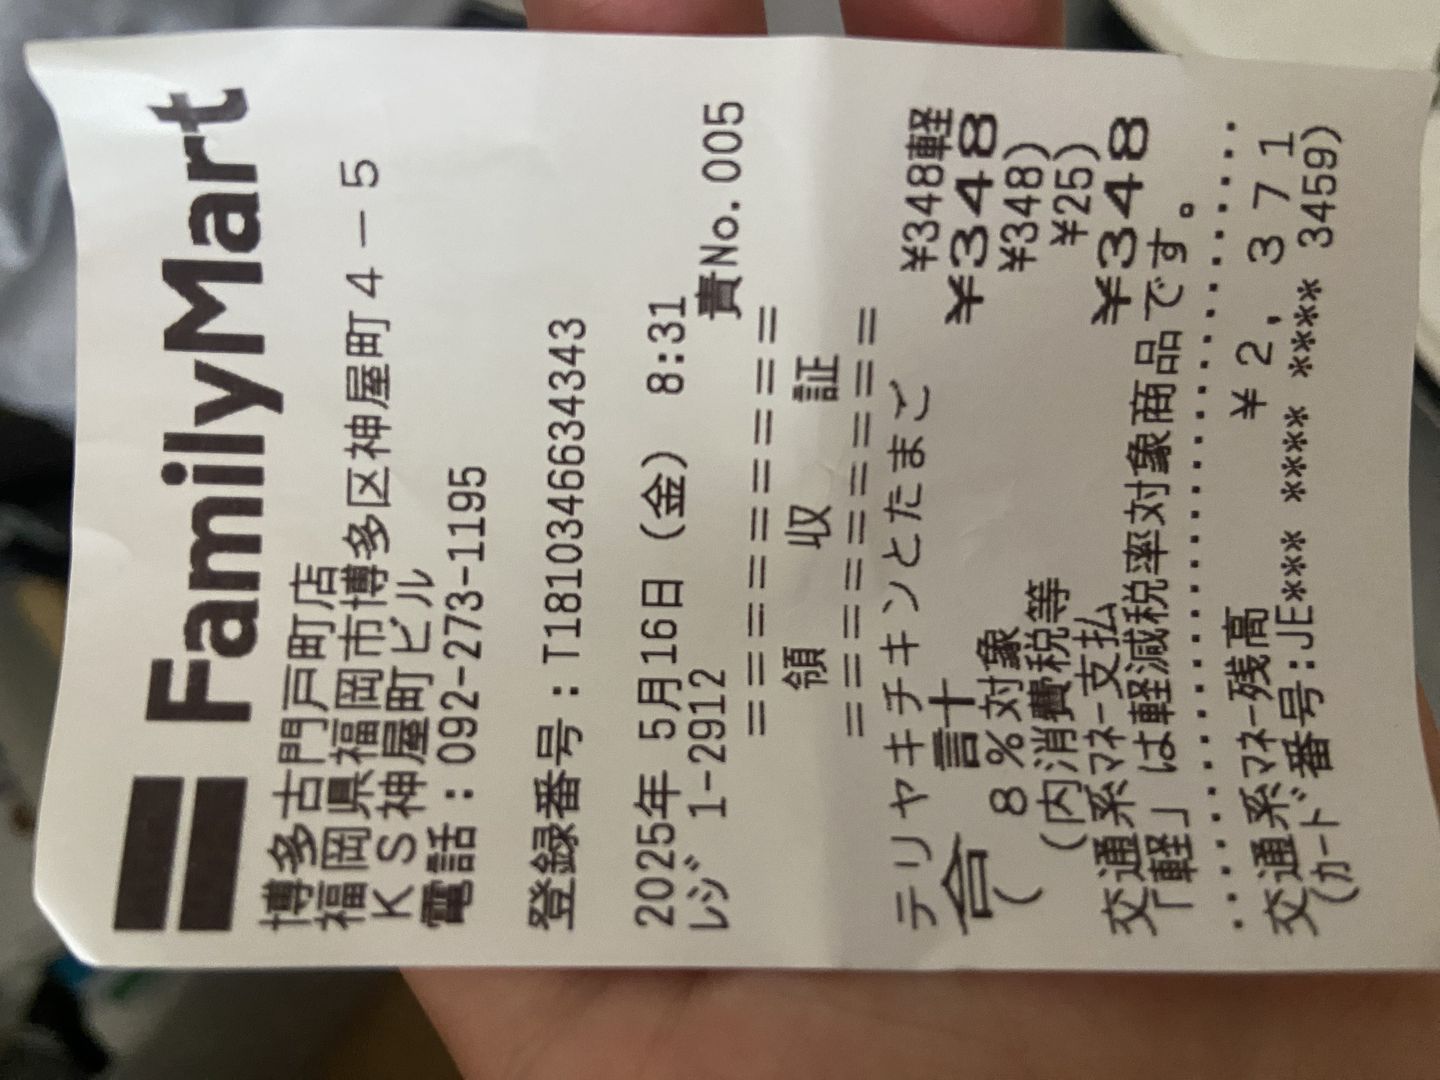 FamilyMart
博多古門戸町店
福岡県福岡市博多区神屋町4-5
KS神屋町ビル
電話:092-273-1195
登録番号:T1810346634343
2025年 5月16日(金) 8:31
レジ 1-2912 責No.005
==========
領 収 証
==========
テリヤキチキンとたまご ¥348軽
合 計 ¥348
( 8%対象 ¥348)
(内消費税等 ¥25)
交通系マネー支払 ¥348
「軽」は軽減税率対象商品です。
交通系マネー残高 ¥2,371
(カード番号:JE*** **** **** 3459)